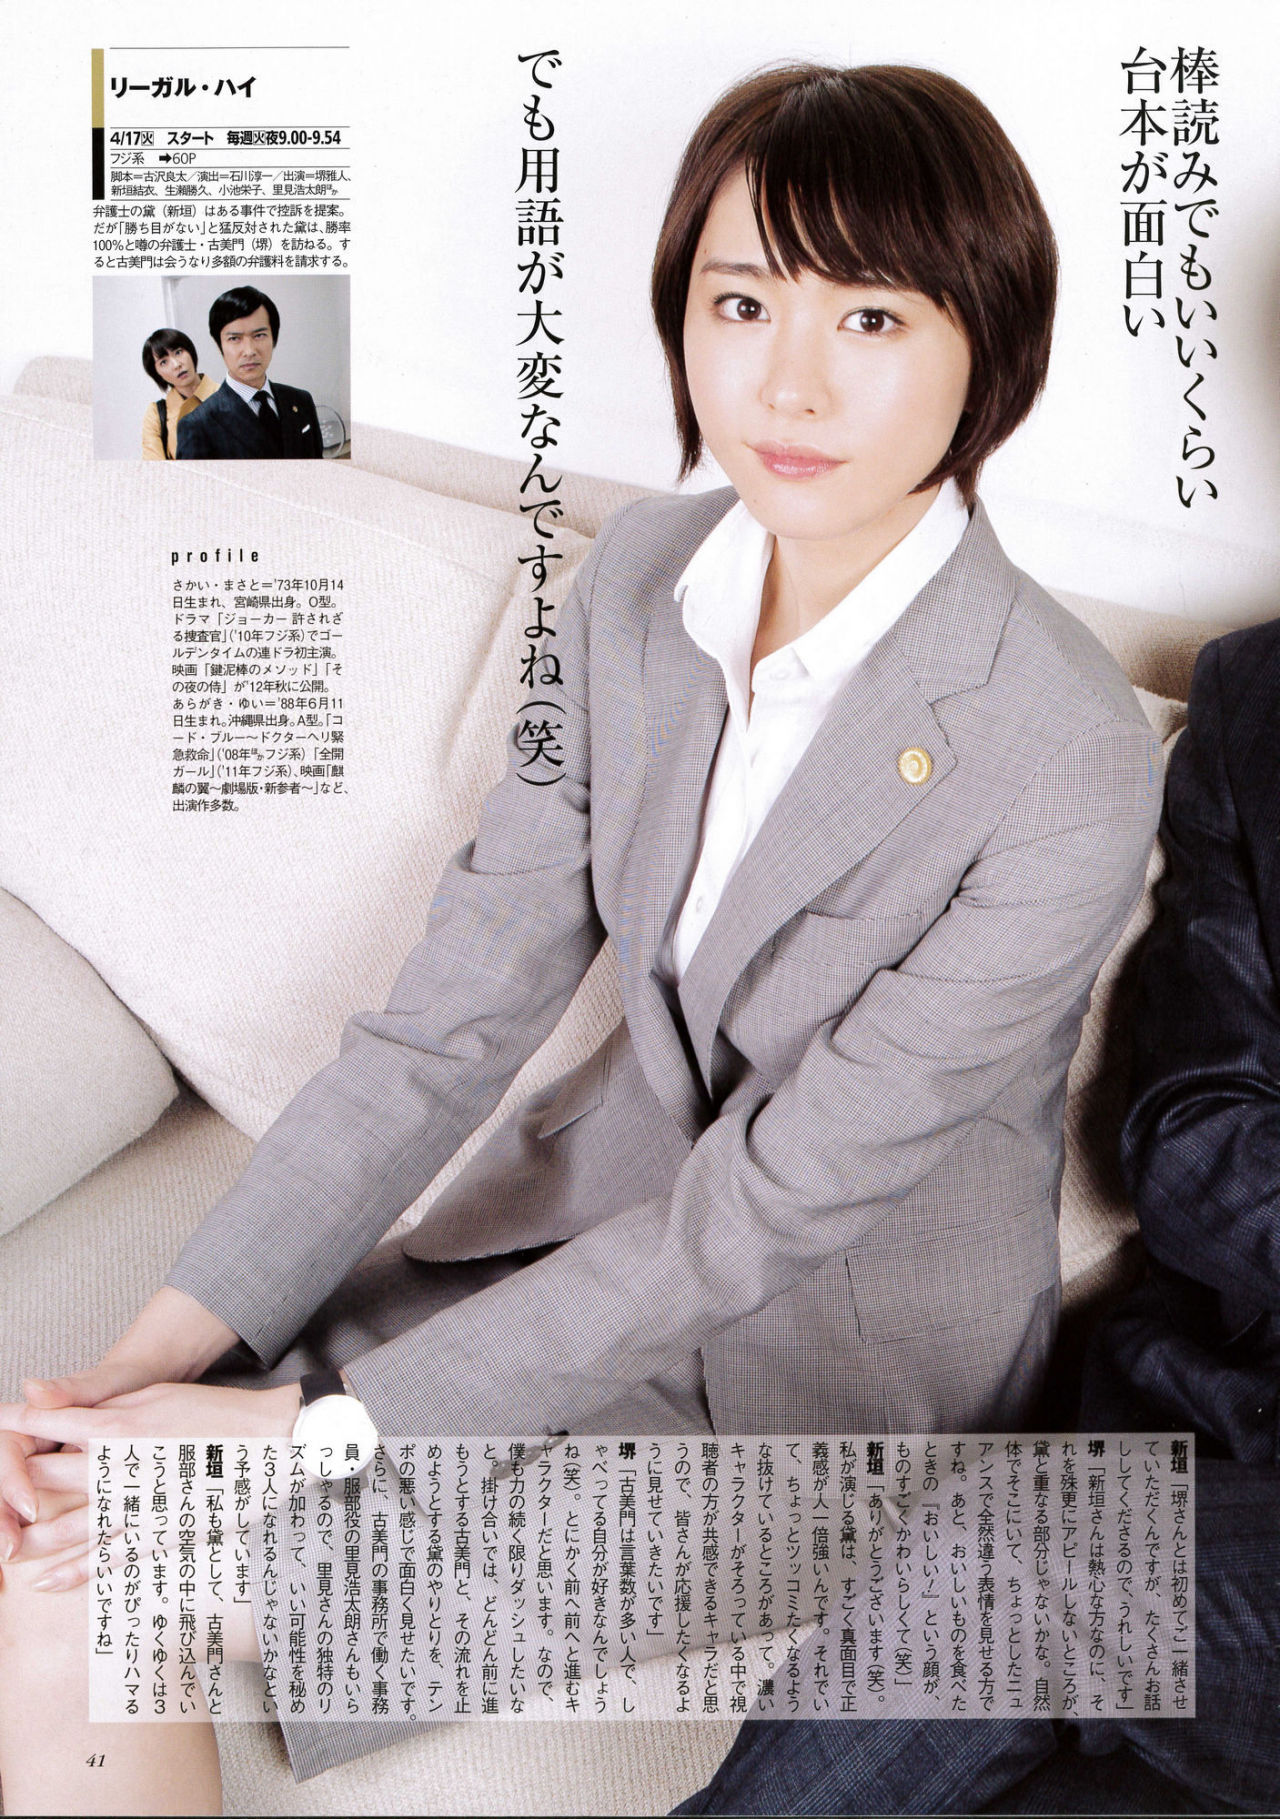 棒読みでもいいくらい
台本が面白い
でも用語が大変なんですよね(笑)
リーガル・ハイ
4/17火 スタート 毎週火夜9.00-9.54
フジ系 ➡60P
脚本=古沢良太/演出=石川淳一/出演=堺雅人、
新垣結衣、生瀬勝久、小池栄子、里見浩太朗ほか
弁護士の黛(新垣)はある事件で控訴を提案。
だが「勝ち目がない」と猛反対された黛は、勝率
100%と噂の弁護士・古美門(堺)を訪ねる。す
ると古美門は会うなり多額の弁護料を請求する。
profile
さかい・まさと='73年10月14
日生まれ、宮崎県出身。O型。
ドラマ「ジョーカー 許されざ
る捜査官」('10年フジ系)でゴー
ルデンタイムの連ドラ初主演。
映画「鍵泥棒のメソッド」「そ
の夜の侍」が'12年秋に公開。
あらがき・ゆい='88年6月11
日生まれ。沖縄県出身。A型。「コ
ード・ブルー〜ドクターヘリ緊
急救命」('08年ほかフジ系)「全開
ガール」('11年フジ系)、映画「麒
麟の翼〜劇場版・新参者〜」など、
出演作多数。
新垣「堺さんとは初めてご一緒させ
ていただくんですが、たくさんお話
ししてくださるので、うれしいです」
堺「新垣さんは熱心な方なのに、そ
れを殊更にアピールしないところが、
黛と重なる部分じゃないかな。自然
体でそこにいて、ちょっとしたニュ
アンスで全然違う表情を見せる方で
すね。あと、おいしいものを食べた
ときの『おいしい!』という顔が、
ものすごくかわいらしくて(笑)」
新垣「ありがとうございます(笑)。
私が演じる黛は、すごく真面目で正
義感が人一倍強いんです。それでい
て、ちょっとツッコミたくなるよう
な抜けているところがあって。濃い
キャラクターがそろっている中で視
聴者の方が共感できるキャラだと思
うので、皆さんが応援したくなるよ
うに見せていきたいです」
堺「古美門は言葉数が多い人で、し
ゃべってる自分が好きなんでしょう
ね(笑)。とにかく前へ前へと進むキ
ャラクターだと思います。なので、
僕も力の続く限りダッシュしたいな
と。掛け合いでは、どんどん前に進
もうとする古美門と、その流れを止
めようとする黛のやりとりを、テン
ポの悪い感じで面白く見せたいです。
さらに、古美門の事務所で働く事務
員・服部役の里見浩太朗さんもいら
っしゃるので、里見さんの独特のリ
ズムが加わって、いい可能性を秘め
た3人になれるんじゃないかなとい
う予感がしています」
新垣「私も黛として、古美門さんと
服部さんの空気の中に飛び込んでい
こうと思っています。ゆくゆくは3
人で一緒にいるのがぴったりハマる
ようになれたらいいですね」
41